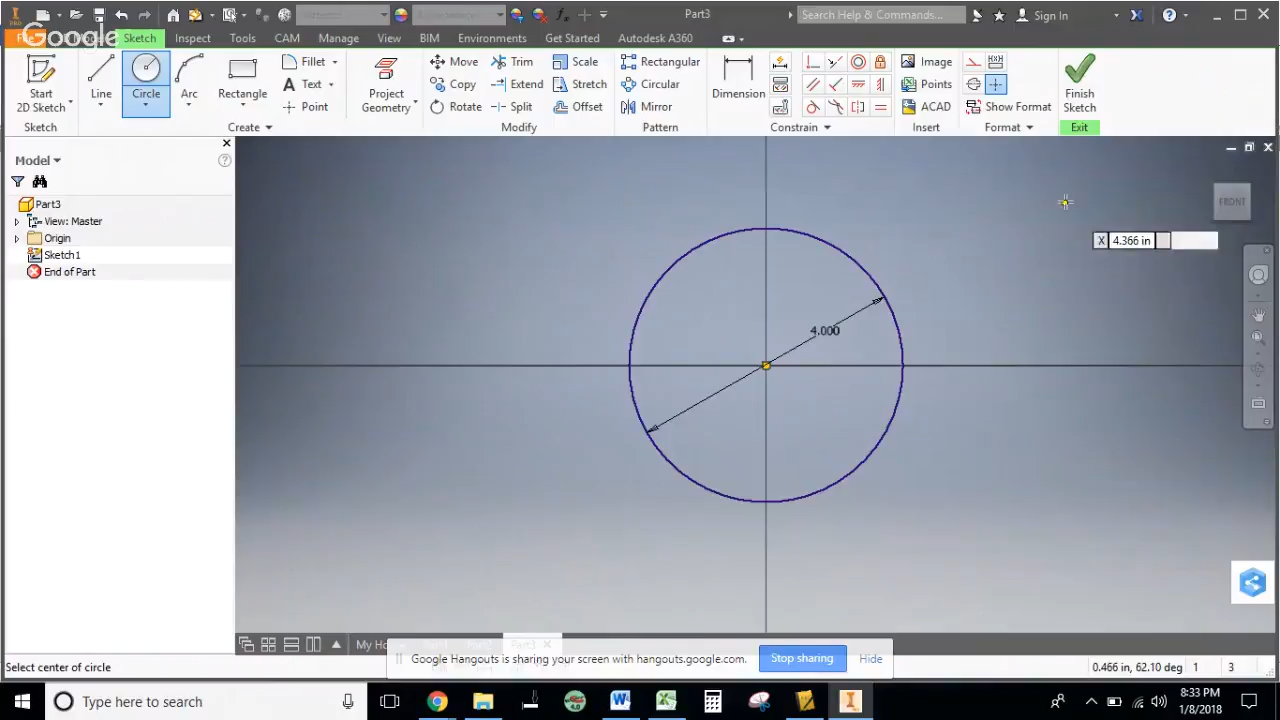 Part3
Search Help & Commands...
Sign In
Google
Sketch
Inspect
Tools
CAM
Manage
View
BIM
Environments
Get Started
Autodesk A360
Start
2D Sketch
Line
Circle
Arc
Rectangle
Fillet
Text
Point
Project
Geometry
Move
Copy
Rotate
Trim
Extend
Split
Scale
Stretch
Offset
Rectangular
Circular
Mirror
Dimension
Image
Points
ACAD
Show Format
Finish
Sketch
Sketch
Create
Modify
Pattern
Constrain
Insert
Format
Exit
Model
Part3
View: Master
Origin
Sketch1
End of Part
FRONT
X 4.366 in
4.000
My Ho
Part3
Google Hangouts is sharing your screen with hangouts.google.com.
Stop sharing
Hide
Select center of circle
0.466 in, 62.10 deg
1
3
Type here to search
8:33 PM
1/8/2018